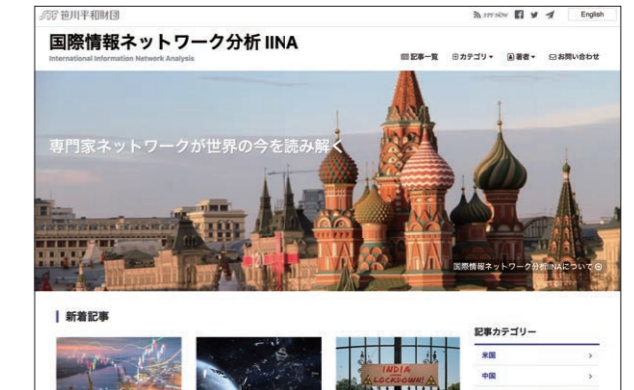 笹川平和財団
SPF NOW
English
国際情報ネットワーク分析 IINA
International Information Network Analysis
記事一覧
カテゴリ
著者
お問い合わせ
専門家ネットワークが世界の今を読み解く
国際情報ネットワーク分析IINAについて
新着記事
記事カテゴリー
米国
中国
INDIA
LOCKDOWN!